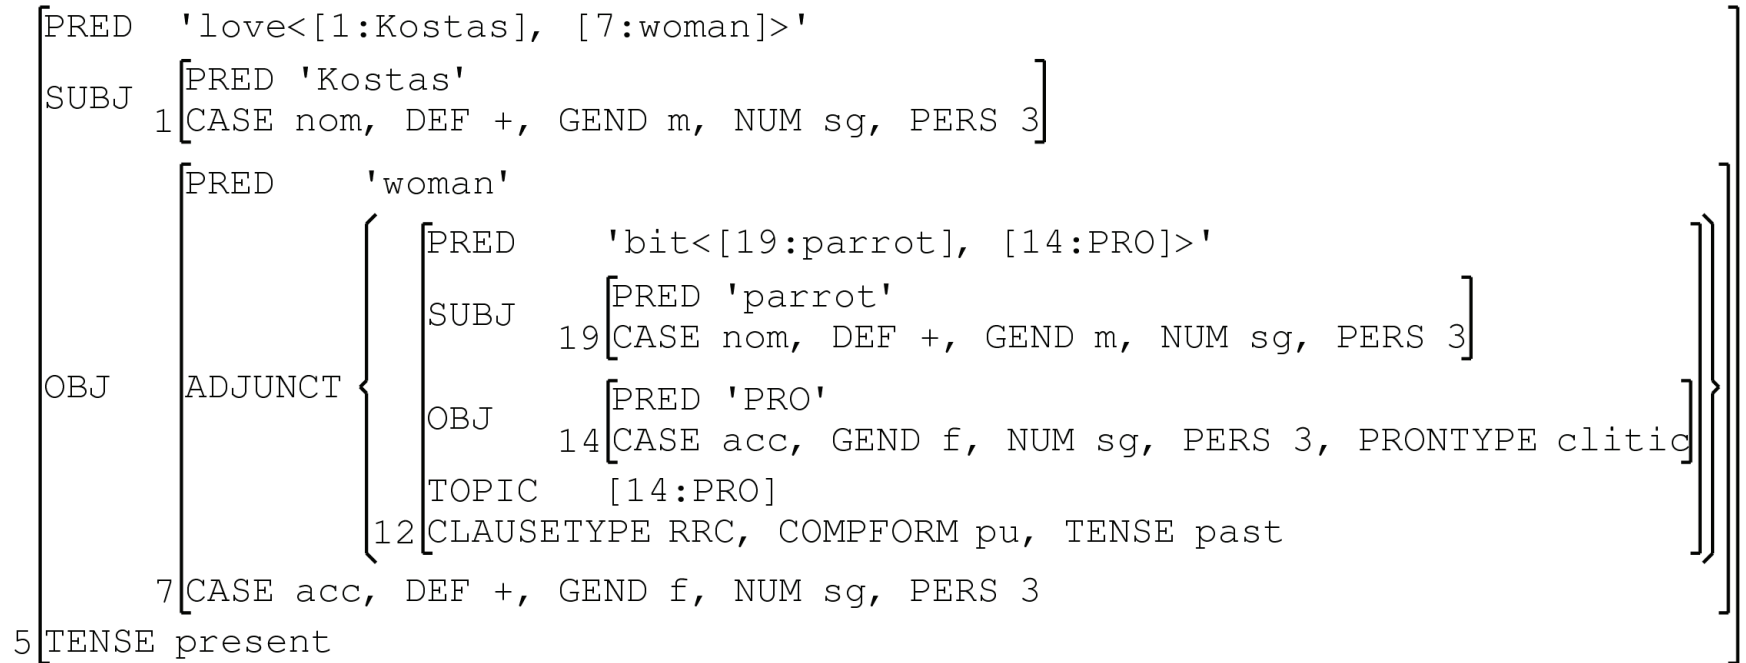 PRED 'love<[1:Kostas], [7:woman]>'
SUBJ
PRED 'Kostas'
1 CASE nom, DEF +, GEND m, NUM sg, PERS 3
PRED 'woman'
PRED 'bit<[19:parrot], [14:PRO]>'
SUBJ
PRED 'parrot'
19 CASE nom, DEF +, GEND m, NUM sg, PERS 3
OBJ ADJUNCT
OBJ
PRED 'PRO'
14 CASE acc, GEND f, NUM sg, PERS 3, PRONTYPE clitic
TOPIC [14:PRO]
12 CLAUSETYPE RRC, COMPFORM pu, TENSE past
7 CASE acc, DEF +, GEND f, NUM sg, PERS 3
5 TENSE present